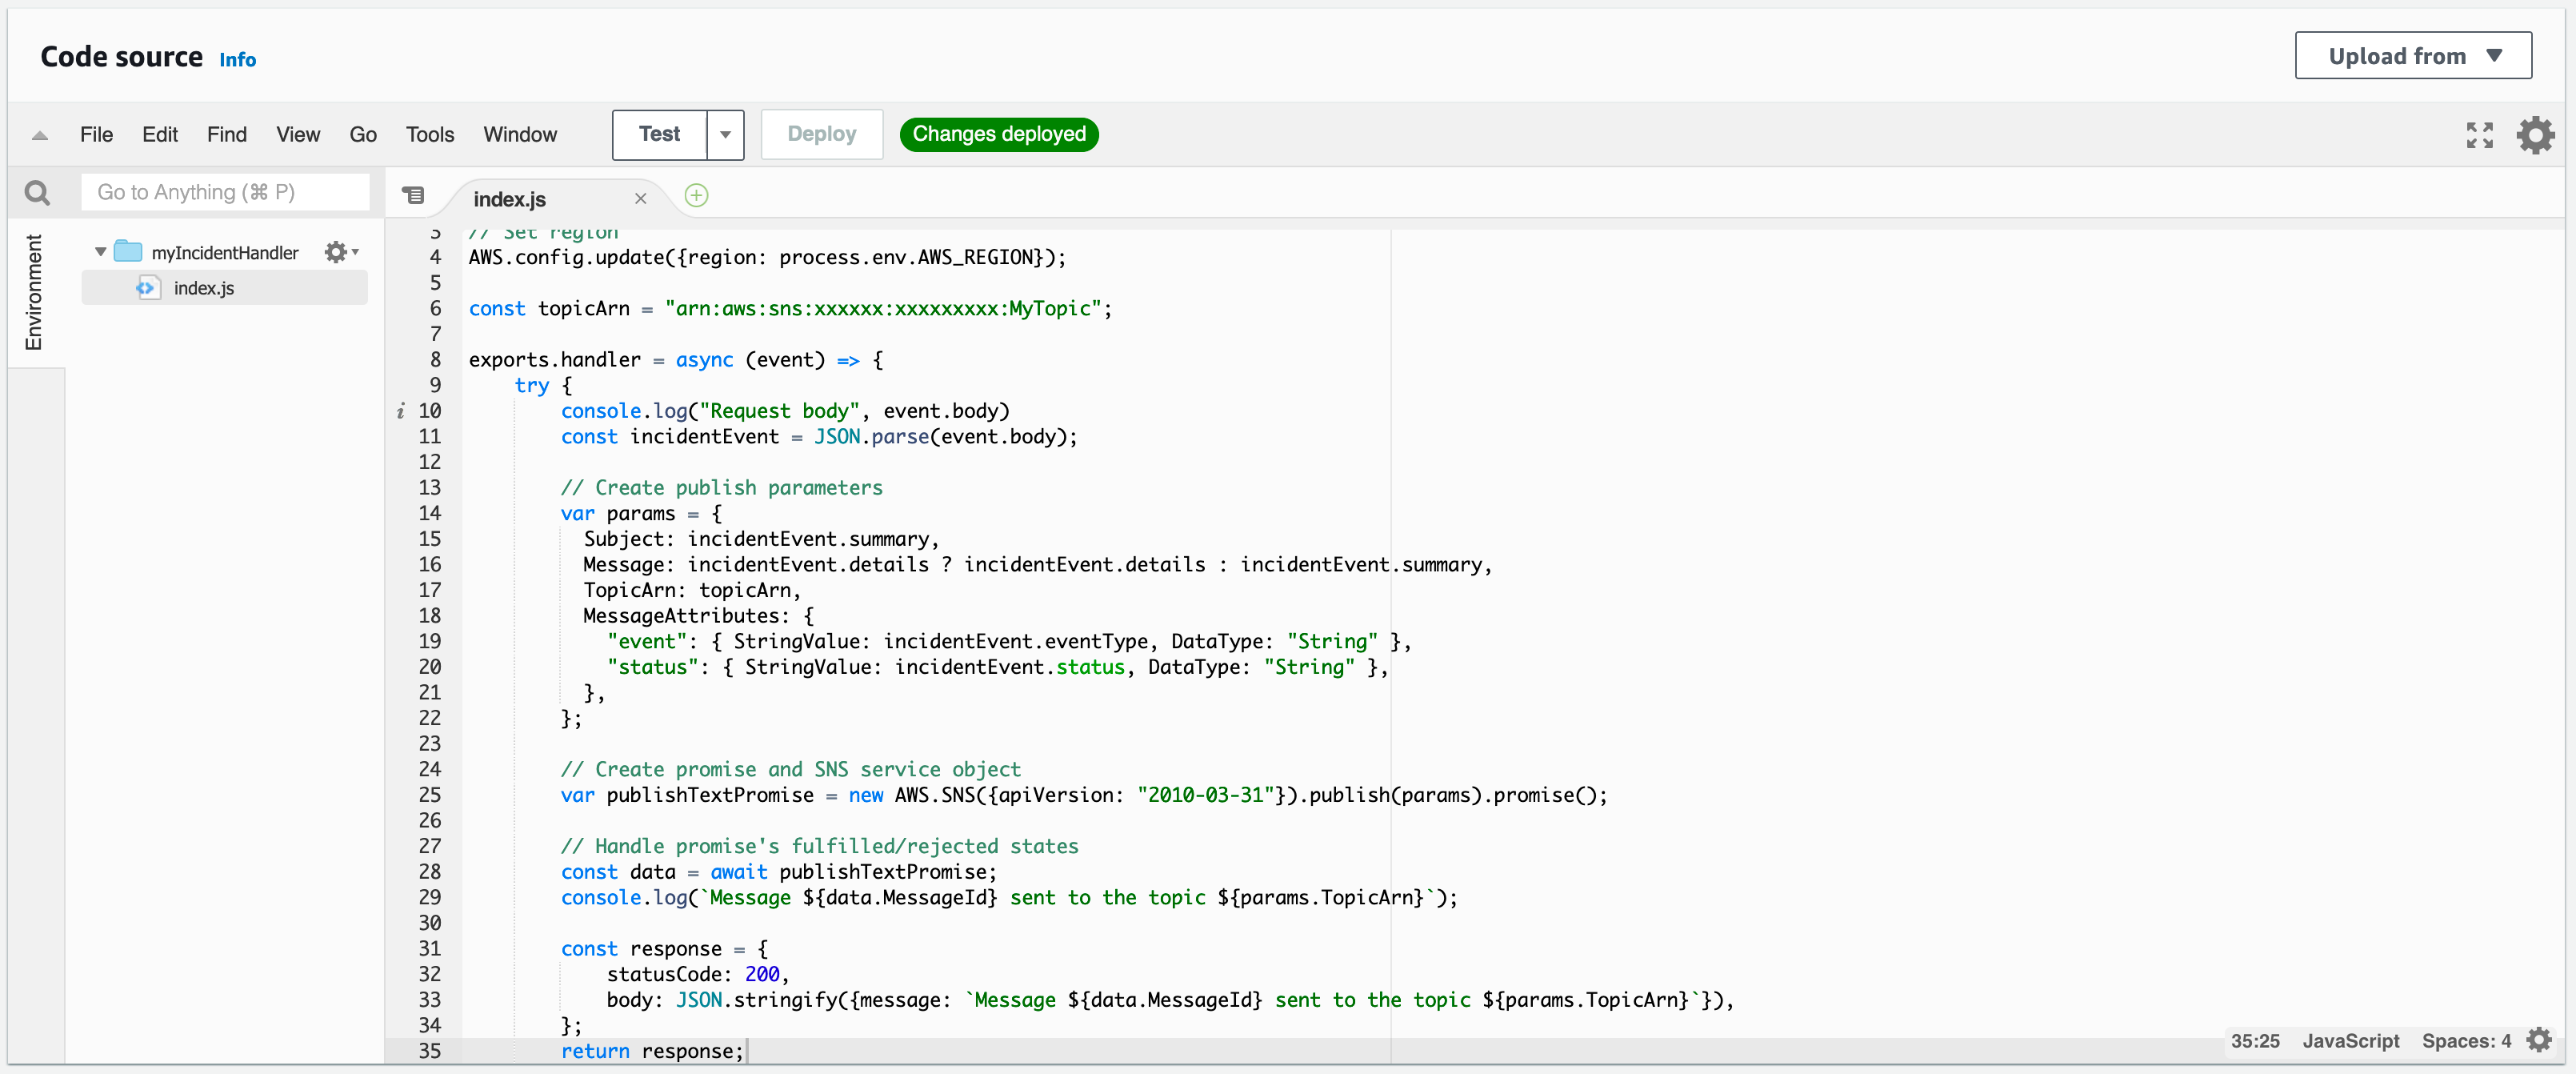 Code source Info
Upload from
File Edit Find View Go Tools Window Test Deploy Changes deployed
Go to Anything (⌘ P)
index.js
Environment
myIncidentHandler
index.js
3 // Set region
4 AWS.config.update({region: process.env.AWS_REGION});
5
6 const topicArn = "arn:aws:sns:xxxxxx:xxxxxxxxx:MyTopic";
7
8 exports.handler = async (event) => {
9     try {
i 10         console.log("Request body", event.body)
11         const incidentEvent = JSON.parse(event.body);
12
13         // Create publish parameters
14         var params = {
15           Subject: incidentEvent.summary,
16           Message: incidentEvent.details ? incidentEvent.details : incidentEvent.summary,
17           TopicArn: topicArn,
18           MessageAttributes: {
19             "event": { StringValue: incidentEvent.eventType, DataType: "String" },
20             "status": { StringValue: incidentEvent.status, DataType: "String" },
21           },
22         };
23
24         // Create promise and SNS service object
25         var publishTextPromise = new AWS.SNS({apiVersion: "2010-03-31"}).publish(params).promise();
26
27         // Handle promise's fulfilled/rejected states
28         const data = await publishTextPromise;
29         console.log(`Message ${data.MessageId} sent to the topic ${params.TopicArn}`);
30
31         const response = {
32             statusCode: 200,
33             body: JSON.stringify({message: `Message ${data.MessageId} sent to the topic ${params.TopicArn}`}),
34         };
35         return response;
35:25 JavaScript Spaces: 4